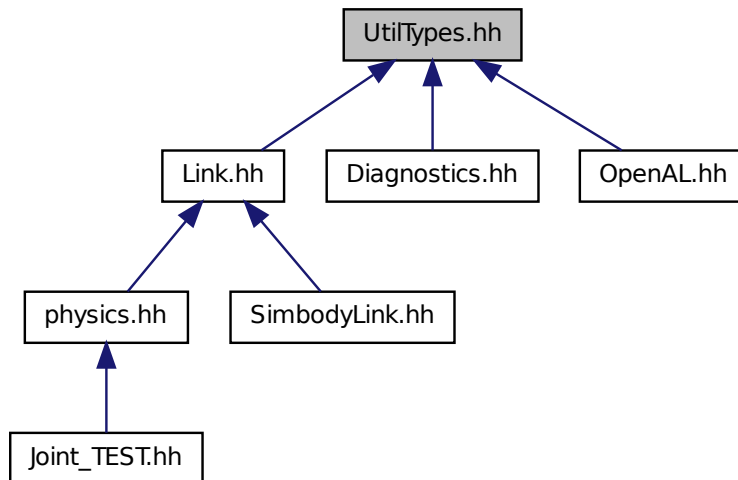 UtilTypes.hh
Link.hh
Diagnostics.hh
OpenAL.hh
physics.hh
SimbodyLink.hh
Joint_TEST.hh